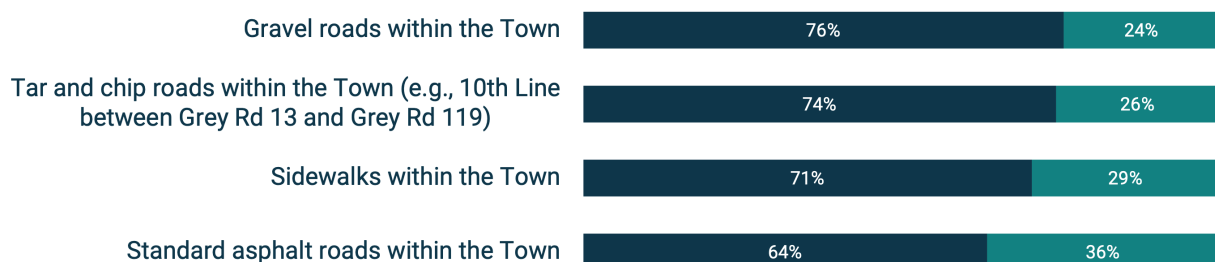 Gravel roads within the Town
76%
24%
Tar and chip roads within the Town (e.g., 10th Line
between Grey Rd 13 and Grey Rd 119)
74%
26%
Sidewalks within the Town
71%
29%
Standard asphalt roads within the Town
64%
36%